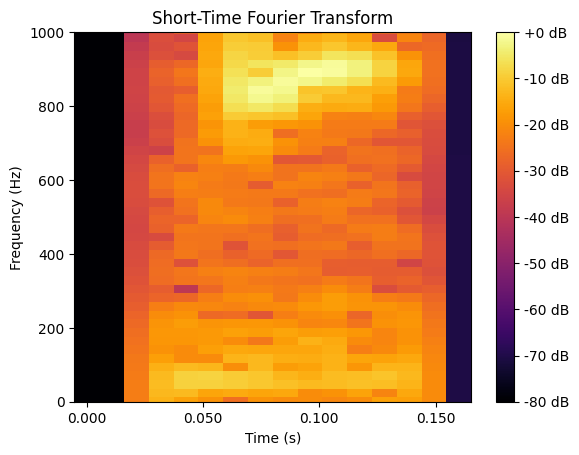 Short-Time Fourier Transform
Frequency (Hz)
1000
800
600
400
200
0
0.000
0.050
0.100
0.150
Time (s)
+0 dB
-10 dB
-20 dB
-30 dB
-40 dB
-50 dB
-60 dB
-70 dB
-80 dB